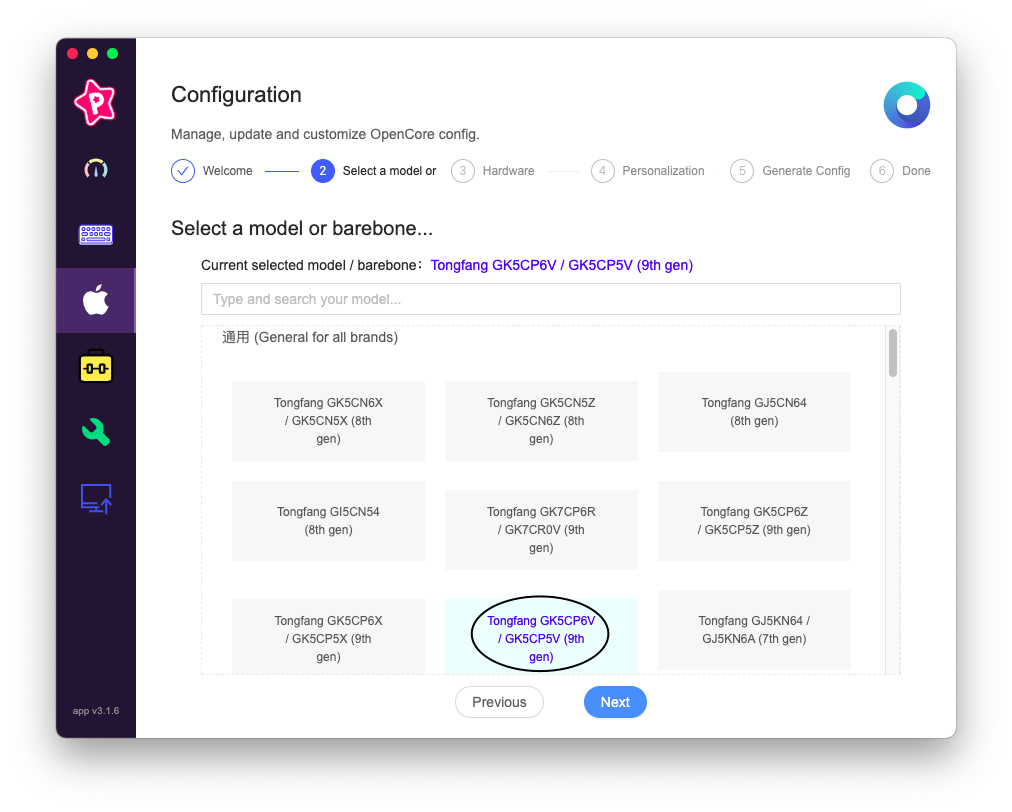 P
Configuration
Manage, update and customize OpenCore config.
Welcome
2 Select a model or
3 Hardware
4 Personalization
5 Generate Config
6 Done
Select a model or barebone...
Current selected model / barebone： Tongfang GK5CP6V / GK5CP5V (9th gen)
Type and search your model...
通用 (General for all brands)
Tongfang GK5CN6X
/ GK5CN5X (8th
gen)
Tongfang GK5CN5Z
/ GK5CN6Z (8th
gen)
Tongfang GJ5CN64
(8th gen)
Tongfang GI5CN54
(8th gen)
Tongfang GK7CP6R
/ GK7CR0V (9th
gen)
Tongfang GK5CP6Z
/ GK5CP5Z (9th gen)
Tongfang GK5CP6X
/ GK5CP5X (9th
gen)
Tongfang GK5CP6V
/ GK5CP5V (9th
gen)
Tongfang GJ5KN64 /
GJ5KN6A (7th gen)
Previous
Next
app v3.1.6